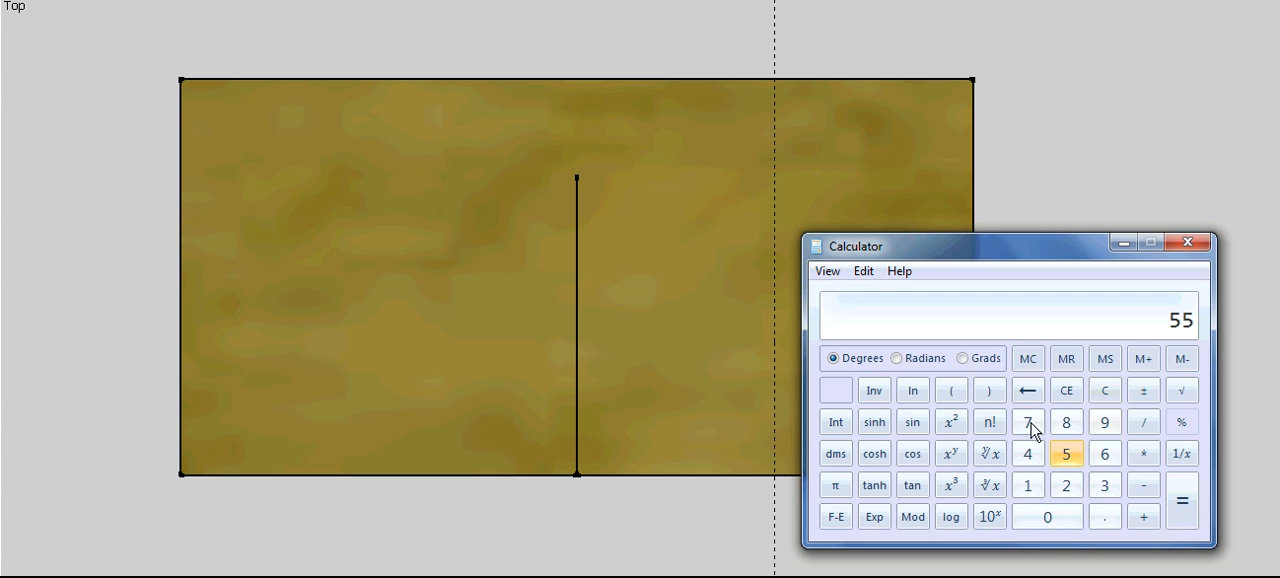 Top
Calculator
View Edit Help
55
Degrees Radians Grads MC MR MS M+ M-
Inv ln ( ) ← CE C ± √
Int sinh sin x² n! 7 8 9 / %
dms cosh cos xʸ ʸ√x 4 5 6 * 1/x
π tanh tan x³ ³√x 1 2 3 - =
F-E Exp Mod log 10ˣ 0 . +